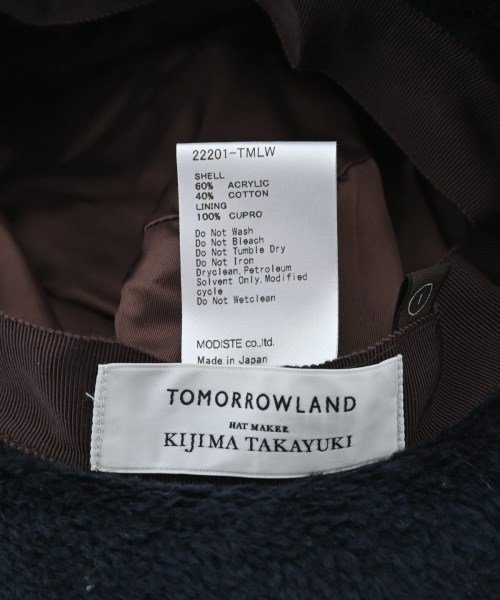 22201-TMLW
SHELL
60% ACRYLIC
40% COTTON
LINING
100% CUPRO
Do Not Wash
Do Not Bleach
Do Not Tumble Dry
Do Not Iron
Dryclean,Petroleum
Solvent Only,Modified
cycle
Do Not Wetclean
MODISTE co.,ltd.
Made in Japan
1
TOMORROWLAND
HAT MAKER
KIJIMA TAKAYUKI